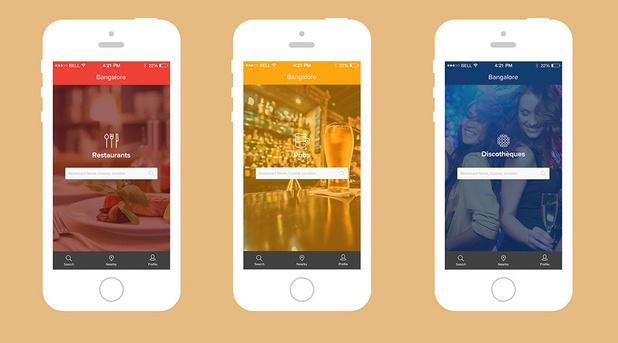 BELL 4:21 PM 22%
Bangalore
Restaurants
Restaurant Name, Cuisine, Location
Search Nearby Profile
BELL 4:21 PM 22%
Bangalore
Pubs
Restaurant Name, Cuisine, Location
Search Nearby Profile
BELL 4:21 PM 22%
Bangalore
Discothèques
Restaurant Name, Cuisine, Location
Search Nearby Profile